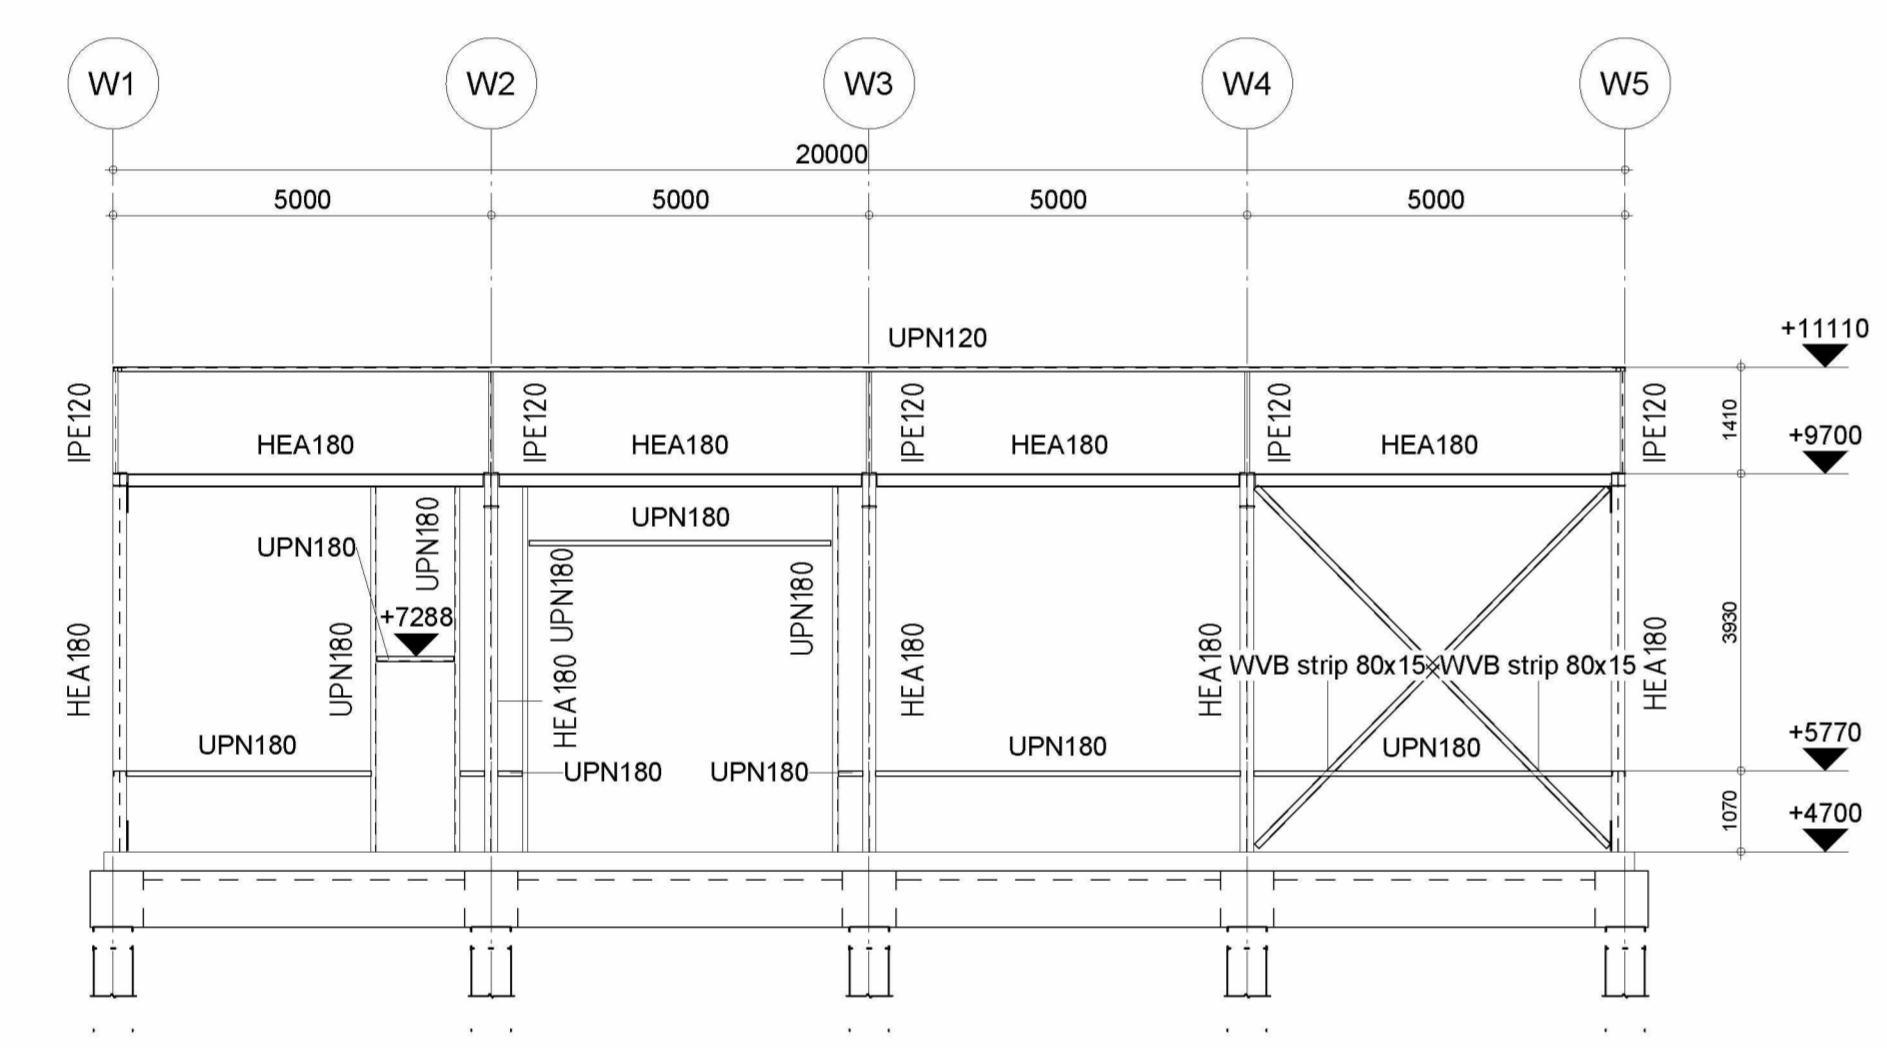 W1 W2 W3 W4 W5
20000
5000 5000 5000 5000
UPN120
+11110
IPE120 IPE120 IPE120 IPE120 IPE120
1410
HEA180 HEA180 HEA180 HEA180
+9700
UPN180
UPN180
UPN180
UPN180
UPN180
+7288
HEA180
UPN180
HEA180
UPN180
HEA180
HEA180
HEA180
3930
WVB strip 80x15
WVB strip 80x15
UPN180
UPN180
UPN180
+5770
UPN180 UPN180
1070
+4700